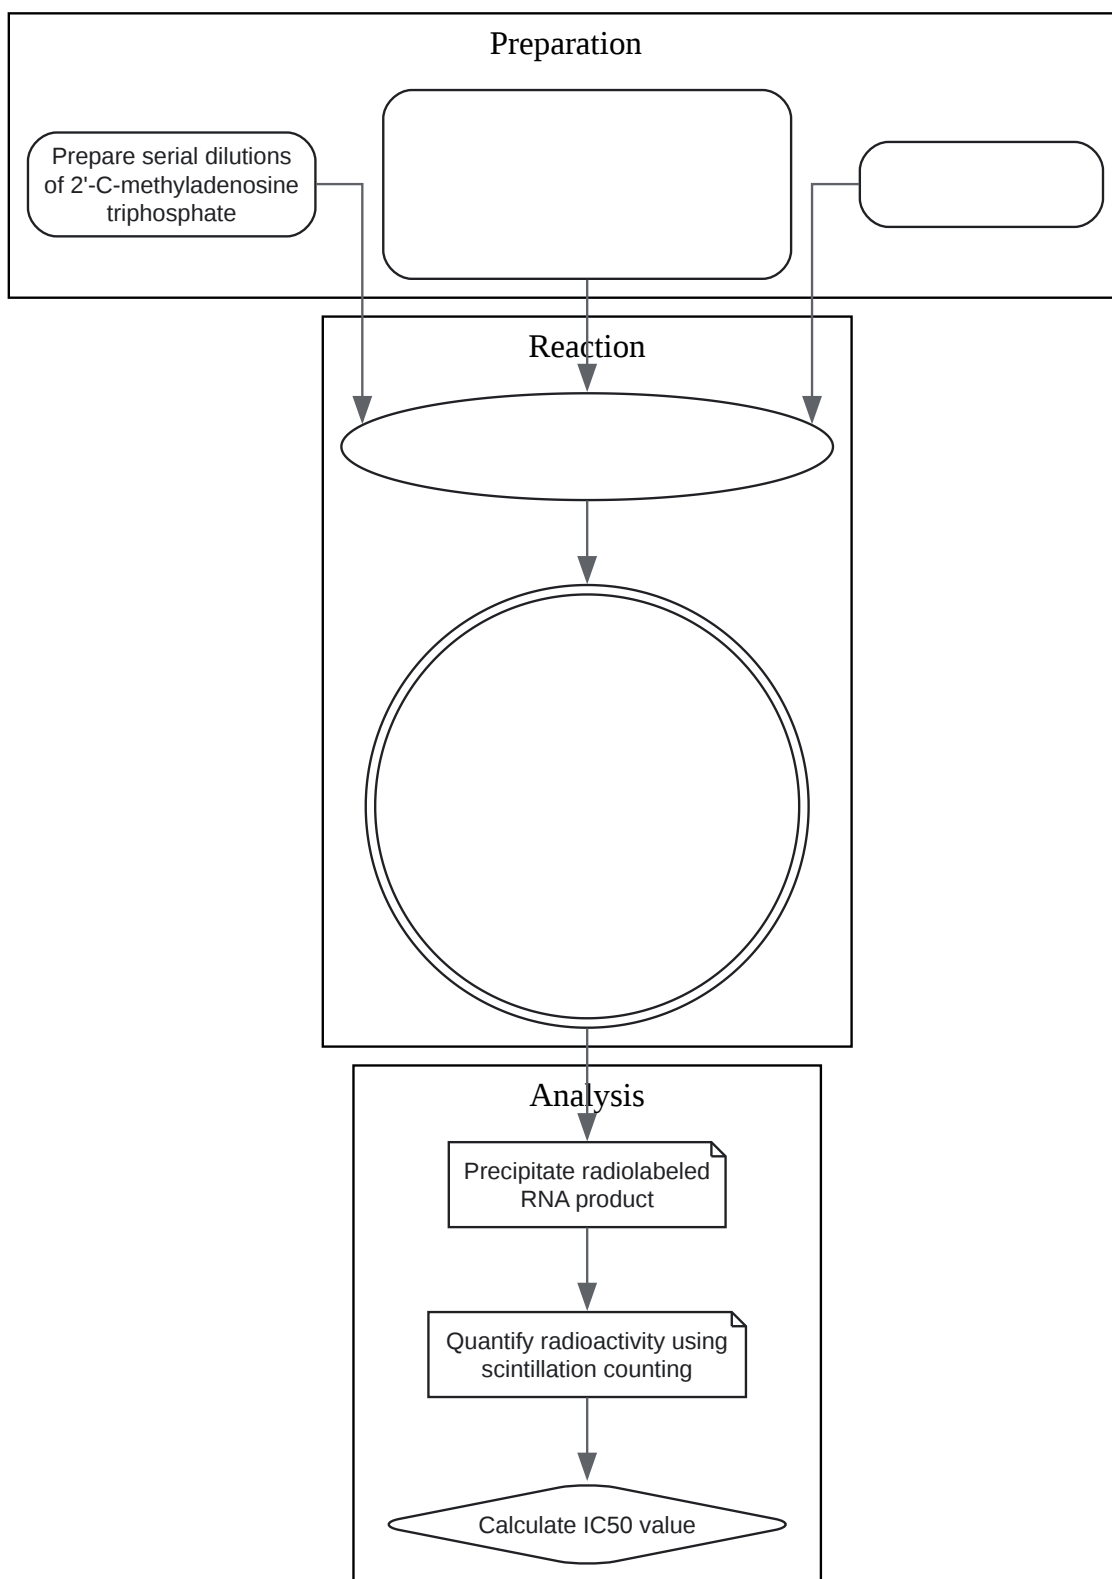 Preparation
Prepare serial dilutions
of 2'-C-methyladenosine
triphosphate
Reaction
Analysis
Precipitate radiolabeled
RNA product
Quantify radioactivity using
scintillation counting
Calculate IC50 value